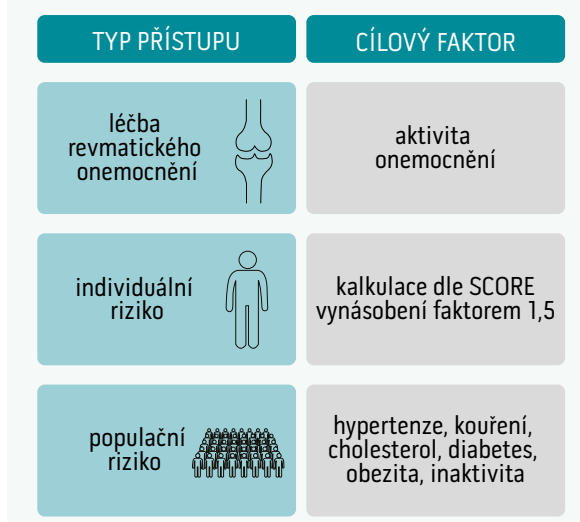 TYP PŘÍSTUPU
CÍLOVÝ FAKTOR
léčba
revmatického
onemocnění
aktivita
onemocnění
individuální
riziko
kalkulace dle SCORE
vynásobení faktorem 1,5
populační
riziko
hypertenze, kouření,
cholesterol, diabetes,
obezita, inaktivita